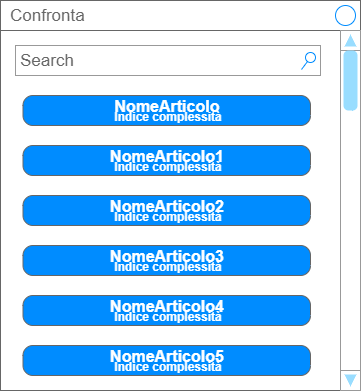 Confronta
Search
NomeArticolo
Indice complessità
NomeArticolo1
Indice complessità
NomeArticolo2
Indice complessità
NomeArticolo3
Indice complessità
NomeArticolo4
Indice complessità
NomeArticolo5
Indice complessità